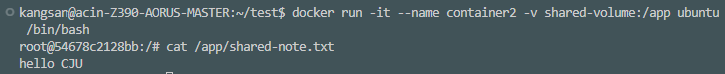 kangsan@acin-Z390-AORUS-MASTER:~/test$ docker run -it --name container2 -v shared-volume:/app ubuntu
/bin/bash
root@54678c2128bb:/# cat /app/shared-note.txt
hello CJU